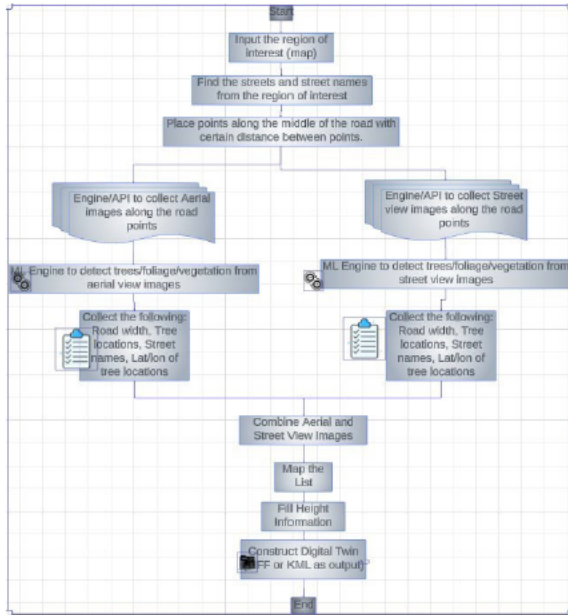 Start
Input the region of
interest (map)
Find the streets and street names
from the region of interest
Place points along the middle of the road with
certain distance between points.
Engine/API to collect Aerial
images along the road
points
Engine/API to collect Street
view images along the road
points
ML Engine to detect trees/foliage/vegetation from
aerial view images
ML Engine to detect trees/foliage/vegetation from
street view images
Collect the following:
Road width, Tree
locations, Street
names, Lat/lon of
tree locations
Collect the following:
Road width, Tree
locations, Street
names, Lat/lon of
tree locations
Combine Aerial and
Street View Images
Map the
List
Fill Height
Information
Construct Digital Twin
FF or KML as output)
End